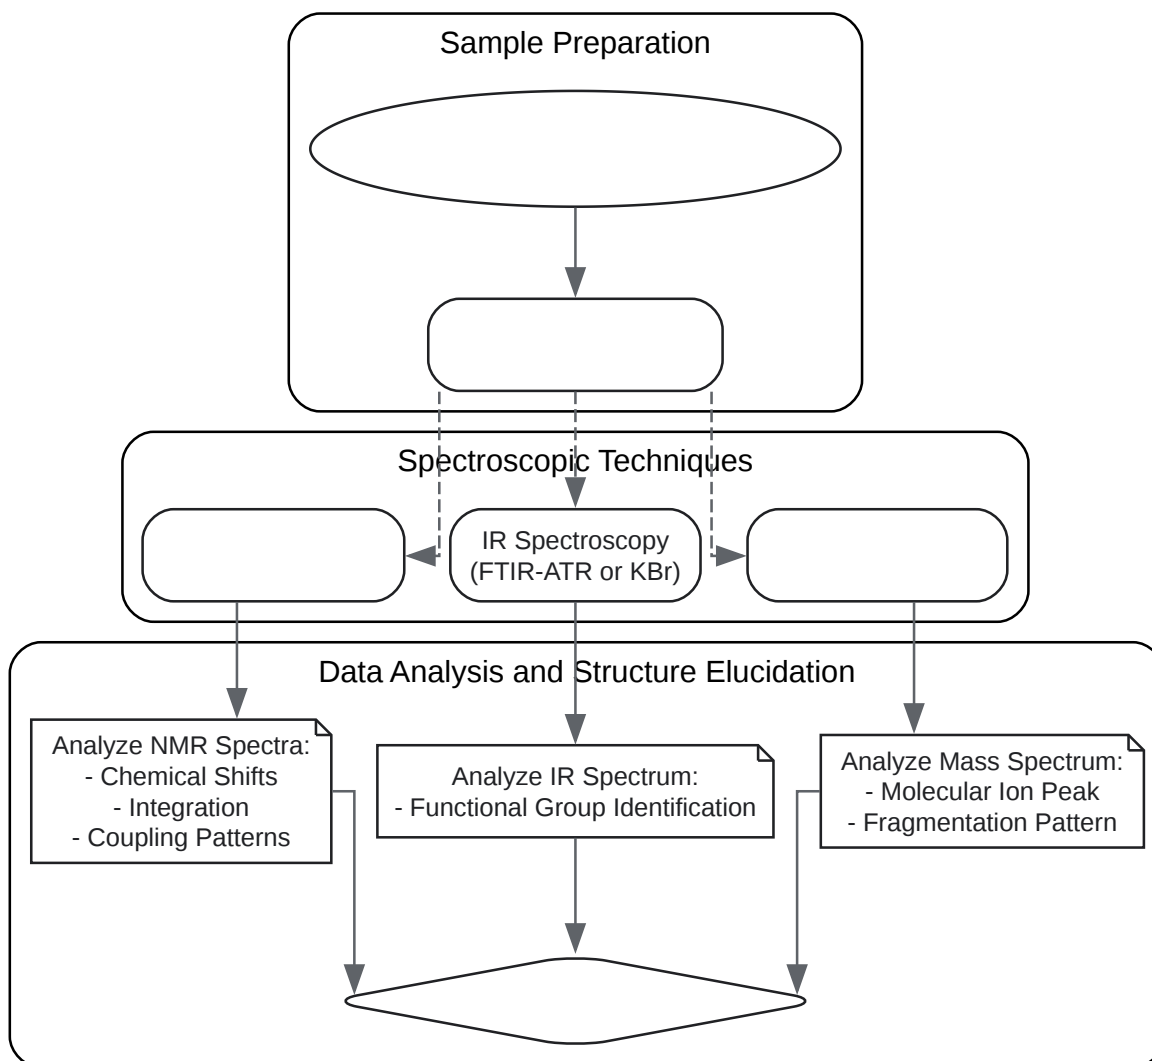 Sample Preparation
Spectroscopic Techniques
IR Spectroscopy
(FTIR-ATR or KBr)
Data Analysis and Structure Elucidation
Analyze NMR Spectra:
- Chemical Shifts
- Integration
- Coupling Patterns
Analyze IR Spectrum:
- Functional Group Identification
Analyze Mass Spectrum:
- Molecular Ion Peak
- Fragmentation Pattern